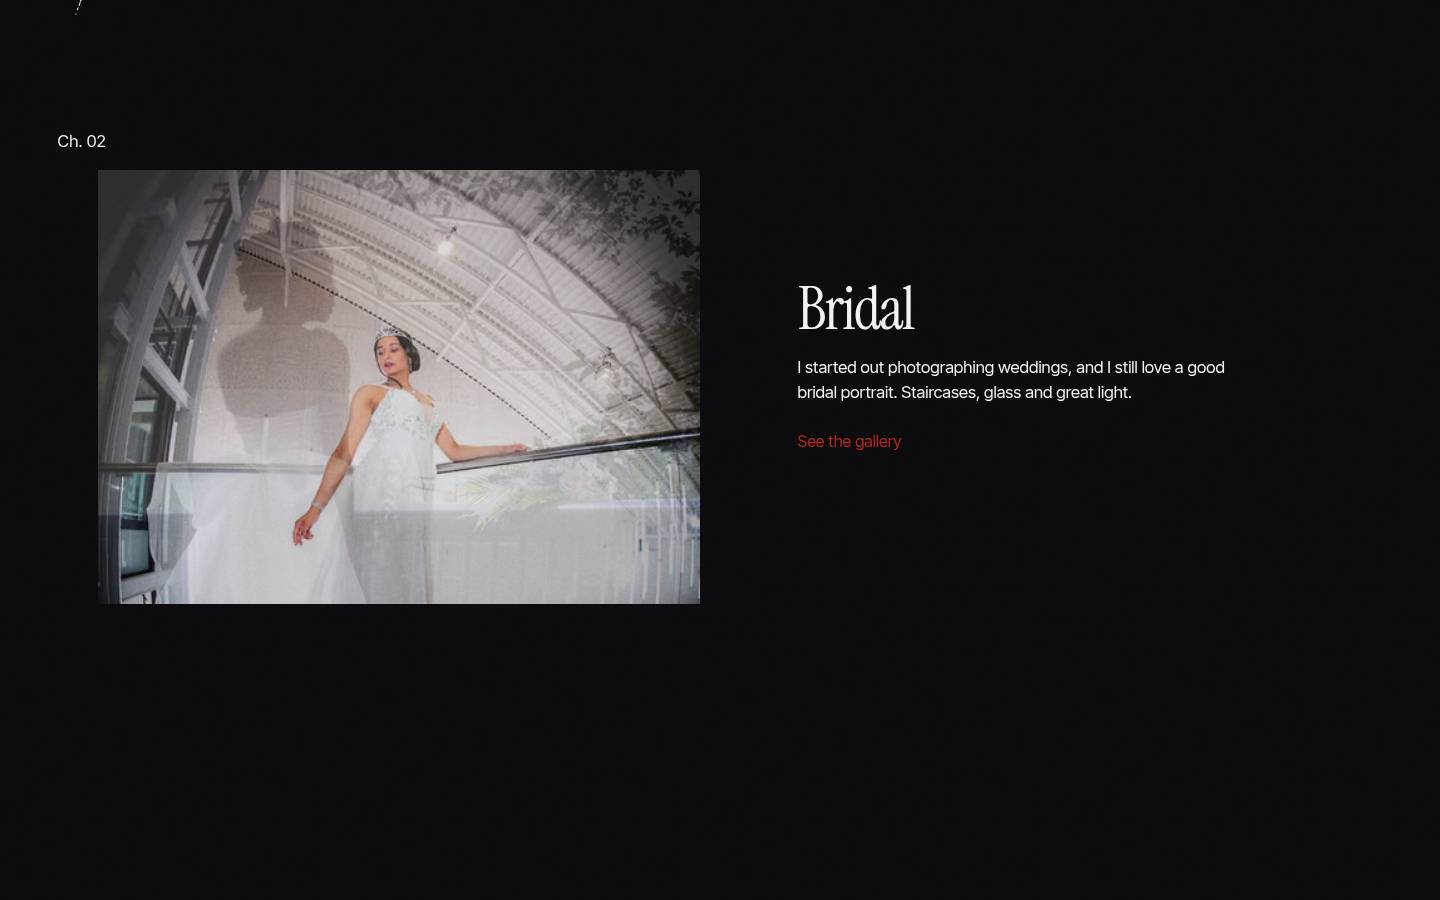 Ch. 02
Bridal
I started out photographing weddings, and I still love a good
bridal portrait. Staircases, glass and great light.
See the gallery